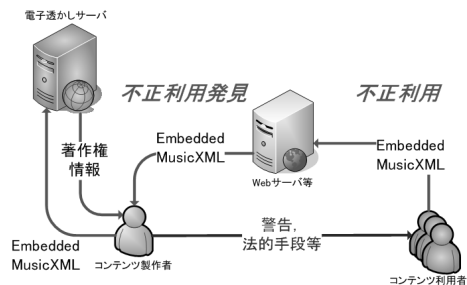 電子透かしサーバ
不正利用発見
不正利用
著作権
情報
Embedded
MusicXML
Webサーバ等
Embedded
MusicXML
Embedded
MusicXML
コンテンツ製作者
警告,
法的手段等
コンテンツ利用者